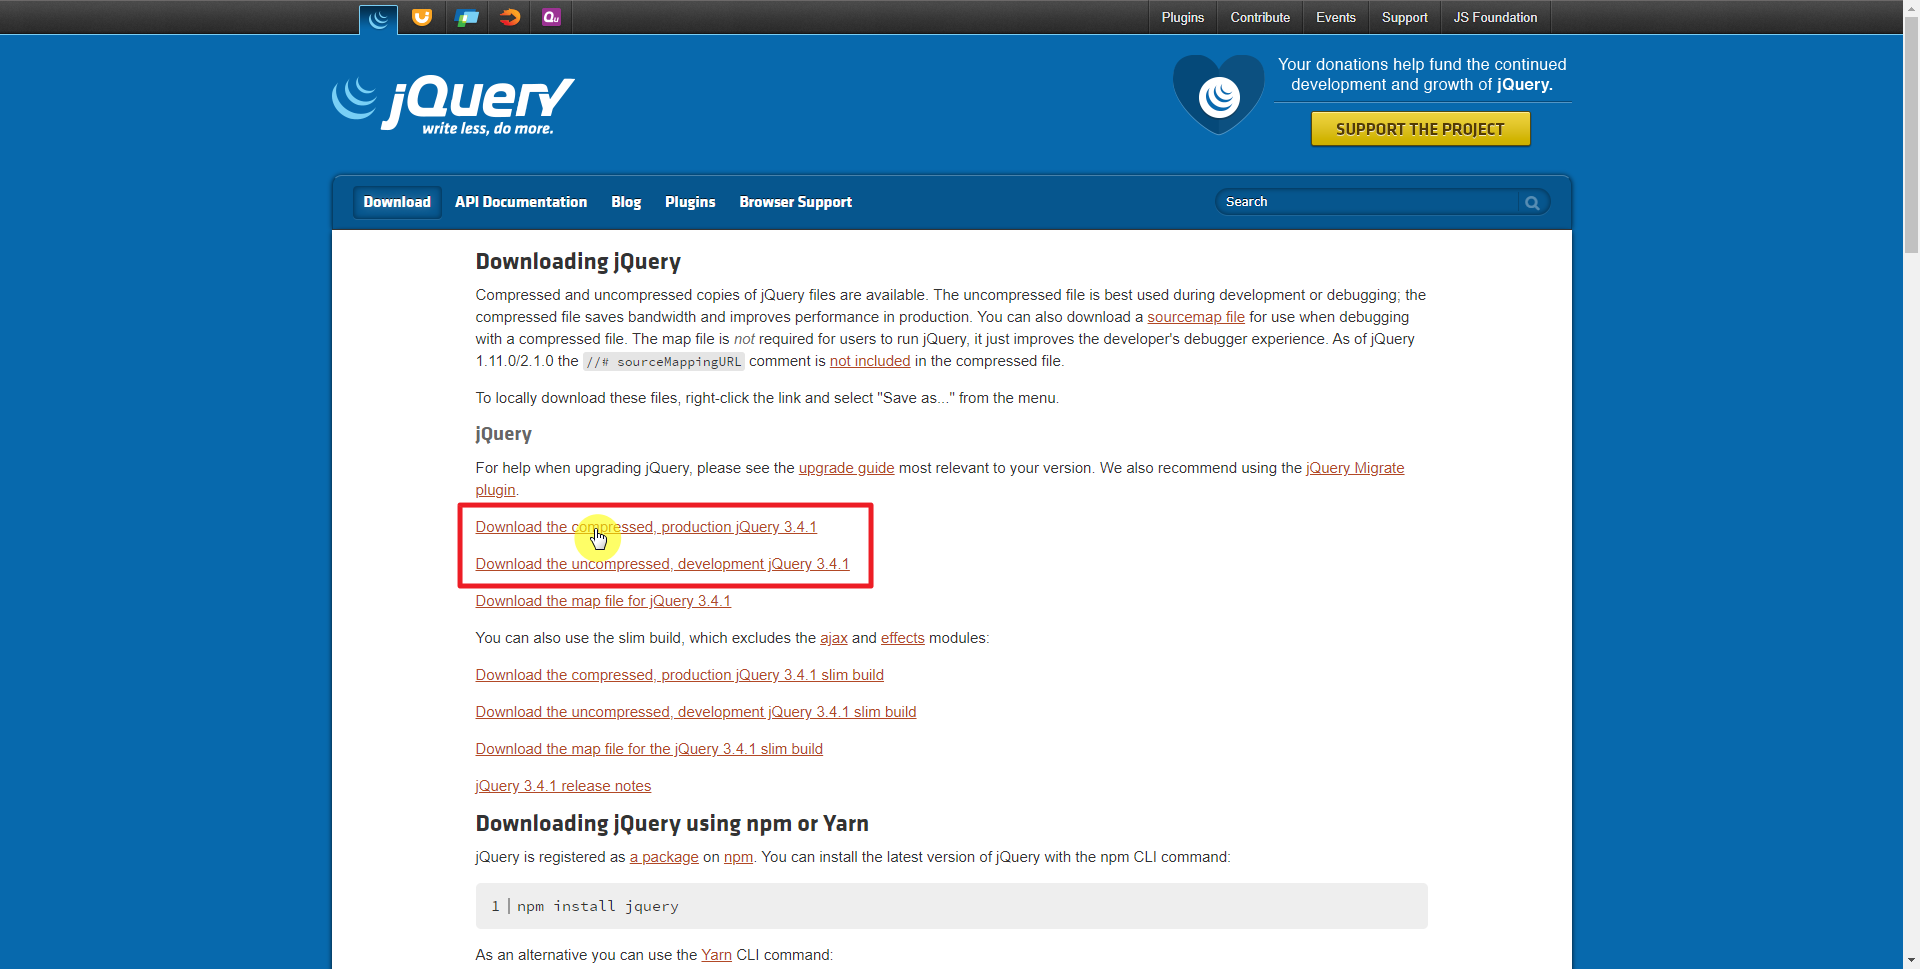 Plugins Contribute Events Support JS Foundation
jQuery
write less, do more.
Your donations help fund the continued
development and growth of jQuery.
SUPPORT THE PROJECT
Download API Documentation Blog Plugins Browser Support Search
Downloading jQuery
Compressed and uncompressed copies of jQuery files are available. The uncompressed file is best used during development or debugging; the
compressed file saves bandwidth and improves performance in production. You can also download a sourcemap file for use when debugging
with a compressed file. The map file is not required for users to run jQuery, it just improves the developer's debugger experience. As of jQuery
1.11.0/2.1.0 the //# sourceMappingURL comment is not included in the compressed file.
To locally download these files, right-click the link and select "Save as..." from the menu.
jQuery
For help when upgrading jQuery, please see the upgrade guide most relevant to your version. We also recommend using the jQuery Migrate
plugin.
Download the compressed, production jQuery 3.4.1
Download the uncompressed, development jQuery 3.4.1
Download the map file for jQuery 3.4.1
You can also use the slim build, which excludes the ajax and effects modules:
Download the compressed, production jQuery 3.4.1 slim build
Download the uncompressed, development jQuery 3.4.1 slim build
Download the map file for the jQuery 3.4.1 slim build
jQuery 3.4.1 release notes
Downloading jQuery using npm or Yarn
jQuery is registered as a package on npm. You can install the latest version of jQuery with the npm CLI command:
1 npm install jquery
As an alternative you can use the Yarn CLI command: